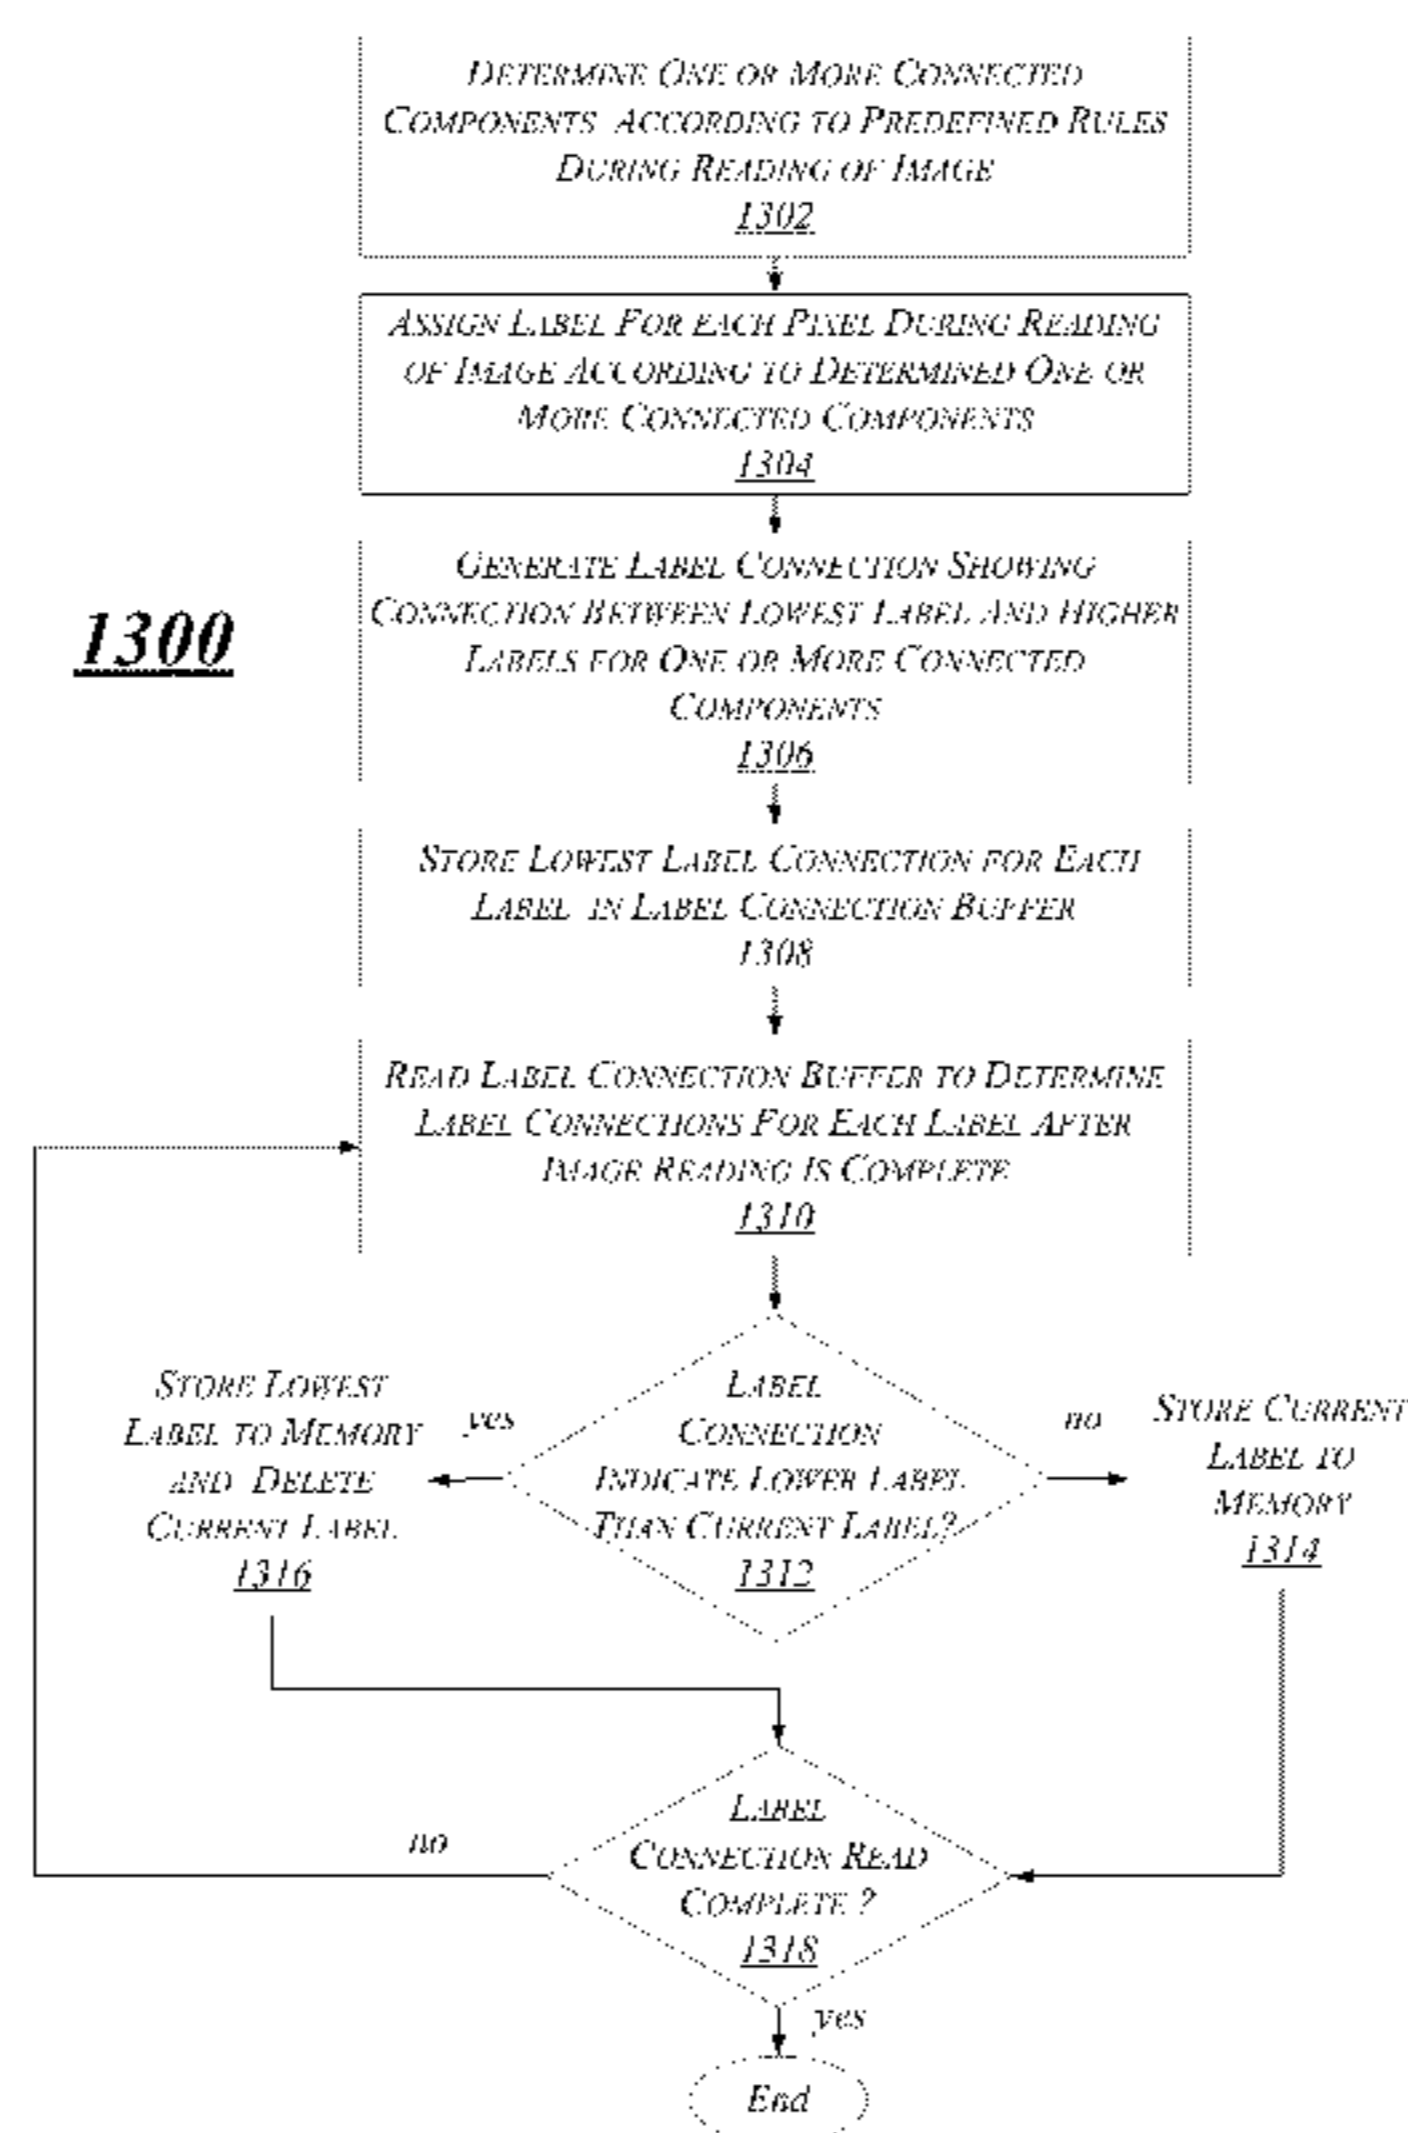 DETERMINE ONE OR MORE CONNECTED
COMPONENTS ACCORDING TO PREDEFINED RULES
DURING READING OF IMAGE
1302
ASSIGN LABEL FOR EACH PIXEL DURING READING
OF IMAGE ACCORDING TO DETERMINED ONE OR
MORE CONNECTED COMPONENTS
1304
GENERATE LABEL CONNECTION SHOWING
CONNECTION BETWEEN LOWEST LABEL AND HIGHER
LABELS FOR ONE OR MORE CONNECTED
COMPONENTS
1306
1300
STORE LOWEST LABEL CONNECTION FOR EACH
LABEL IN LABEL CONNECTION BUFFER
1308
READ LABEL CONNECTION BUFFER TO DETERMINE
LABEL CONNECTIONS FOR EACH LABEL AFTER
IMAGE READING IS COMPLETE
1310
STORE LOWEST
LABEL TO MEMORY
AND DELETE
CURRENT LABEL
1316
yes
LABEL
CONNECTION
INDICATE LOWER LABEL
THAN CURRENT LABEL?
1312
no
STORE CURRENT
LABEL TO
MEMORY
1314
no
LABEL
CONNECTION READ
COMPLETE ?
1318
yes
End